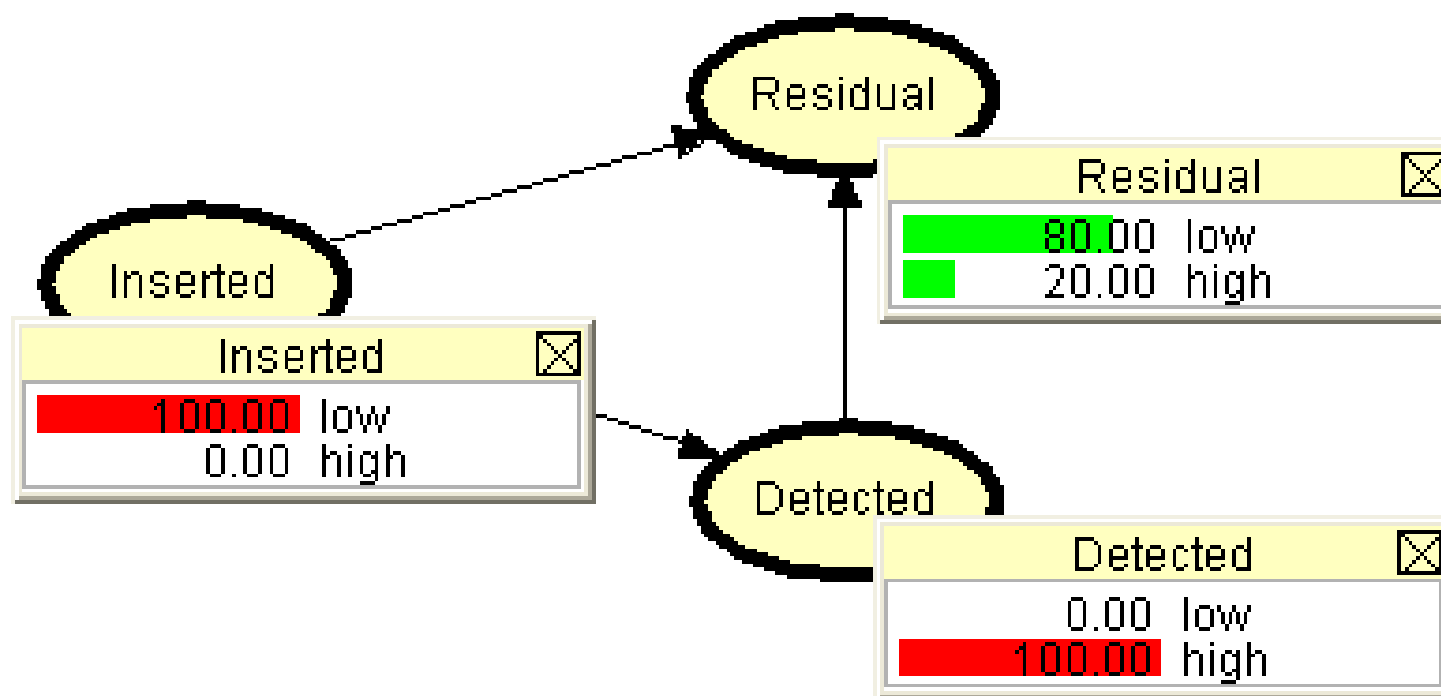 Residual
Residual
80.00 low
20.00 high
Inserted
Inserted
100.00 low
0.00 high
Detected
Detected
0.00 low
100.00 high